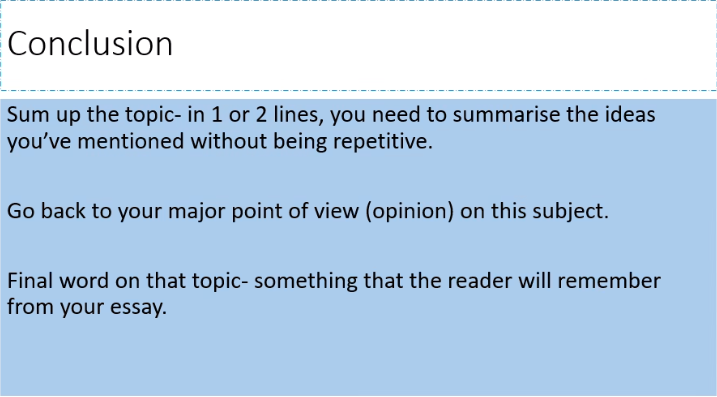 Conclusion
Sum up the topic- in 1 or 2 lines, you need to summarise the ideas
you’ve mentioned without being repetitive.
Go back to your major point of view (opinion) on this subject.
Final word on that topic- something that the reader will remember
from your essay.